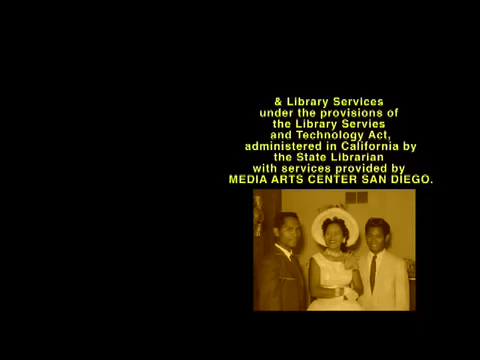 & Library Services
under the provisions of
the Library Servies
and Technology Act,
administered in California by
the State Librarian
with services provided by
MEDIA ARTS CENTER SAN DIEGO.